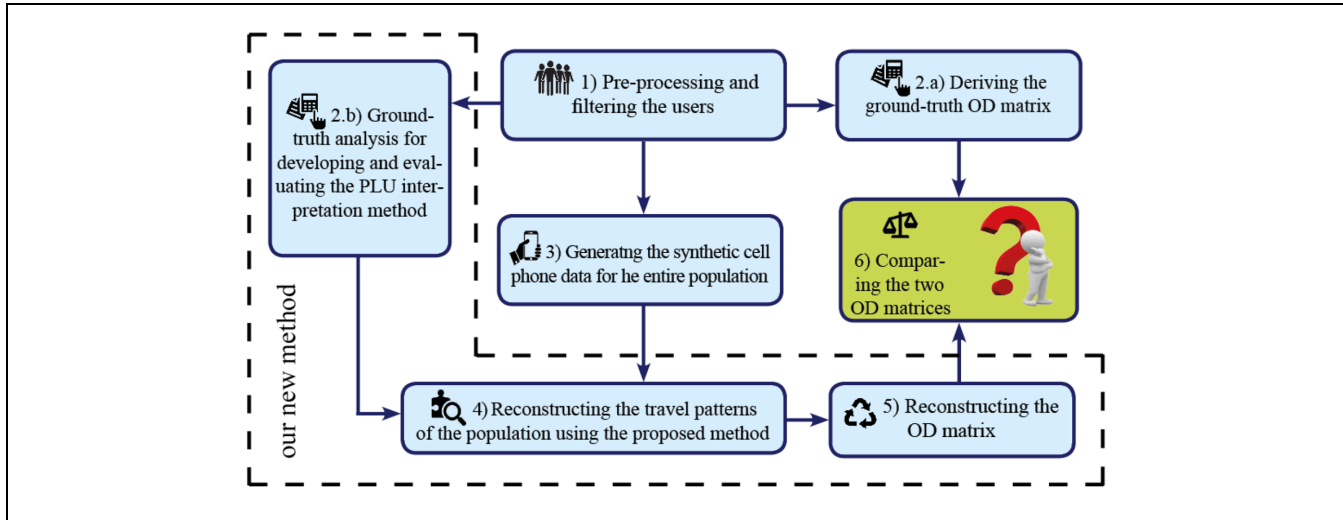 1) Pre-processing and
filtering the users
2.a) Deriving the
ground-truth OD matrix
2.b) Ground-
truth analysis for
developing and eval-
uating the PLU inter-
pretation method
3) Generatng the synthetic cell
phone data for he entire population
6) Compar-
ing the two
OD matrices
our new method
4) Reconstructing the travel patterns
of the population using the proposed method
5) Reconstructing the
OD matrix